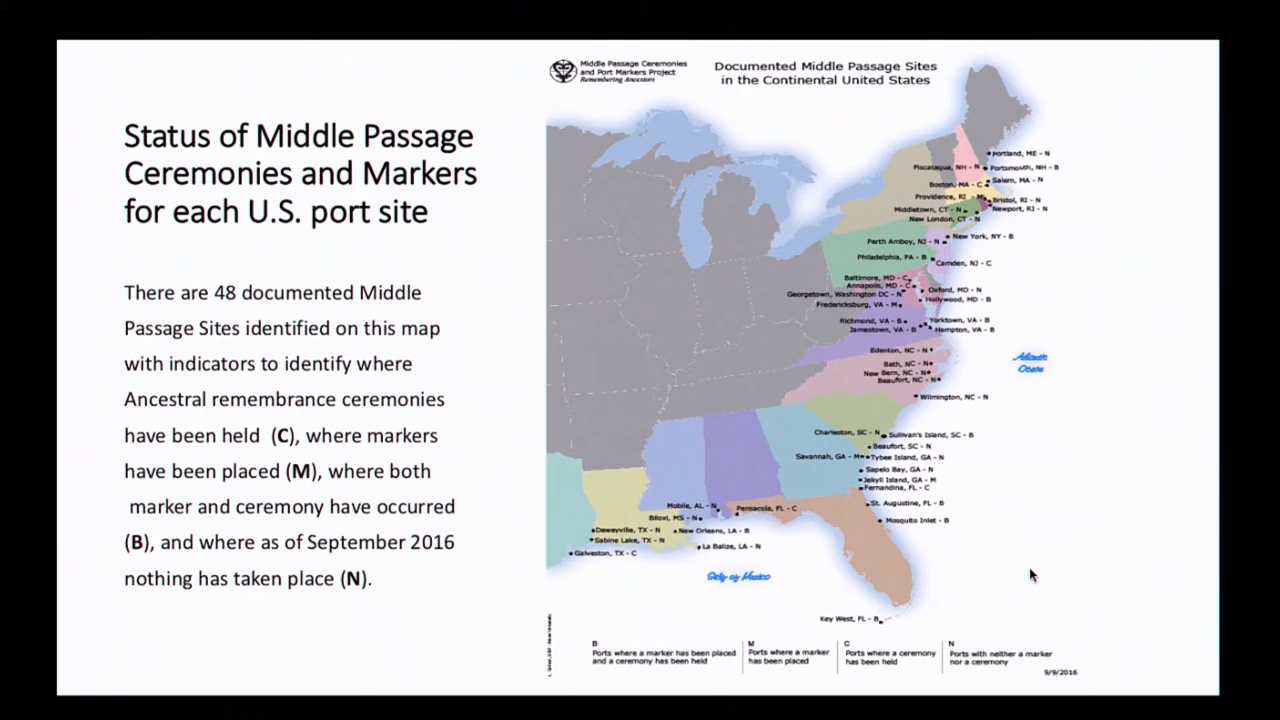 Status of Middle Passage
Ceremonies and Markers
for each U.S. port site
There are 48 documented Middle
Passage Sites identified on this map
with indicators to identify where
Ancestral remembrance ceremonies
have been held (C), where markers
have been placed (M), where both
marker and ceremony have occurred
(B), and where as of September 2016
nothing has taken place (N).
Middle Passage Ceremonies
and Port Markers Project
Remembering Ancestors
Documented Middle Passage Sites
in the Continental United States
Portland, ME - N
Piscataqua, NH - N
Portsmouth, NH - B
Salem, MA - N
Boston, MA - C
Providence, RI - M
Bristol, RI - N
Middletown, CT - N
Newport, RI - N
New London, CT - N
New York, NY - B
Perth Amboy, NJ - N
Philadelphia, PA - B
Camden, NJ - C
Baltimore, MD - C
Annapolis, MD - C
Oxford, MD - N
Georgetown, Washington DC - N
Hollywood, MD - B
Fredericksburg, VA - M
Richmond, VA - B
Yorktown, VA - B
Jamestown, VA - B
Hampton, VA - B
Edenton, NC - N
Atlantic
Ocean
Bath, NC - N
New Bern, NC - N
Beaufort, NC - N
Wilmington, NC - N
Charleston, SC - N
Sullivan's Island, SC - B
Beaufort, SC - N
Savannah, GA - M
Tybee Island, GA - N
Sapelo Bay, GA - N
Jekyll Island, GA - M
Fernandina, FL - C
St. Augustine, FL - B
Mobile, AL - N
Pensacola, FL - C
Biloxi, MS - N
Mosquito Inlet - B
Deweyville, TX - N
New Orleans, LA - B
Sabine Lake, TX - N
La Balize, LA - N
Galveston, TX - C
Mexico
Key West, FL - B
B
Ports where a marker has been placed
and a ceremony has been held
M
Ports where a marker
has been placed
C
Ports where a ceremony
has been held
N
Ports with neither a marker
nor a ceremony
9/9/2016